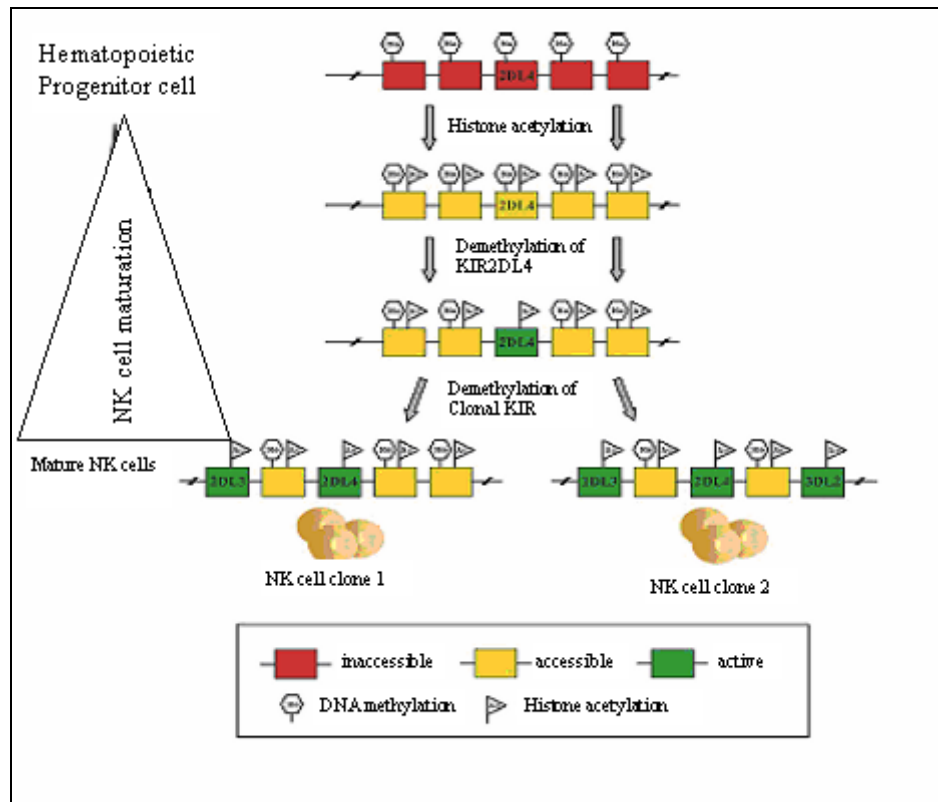 Hematopoietic
Progenitor cell
2DL4
Histone acetylation
2DL4
Demethylation of
KIR2DL4
2DL4
Demethylation of
Clonal KIR
NK cell maturation
Mature NK cells
2DL3 2DL4
2DL3 2DL4 3DL2
NK cell clone 1
NK cell clone 2
inaccessible accessible active
DNA methylation Histone acetylation